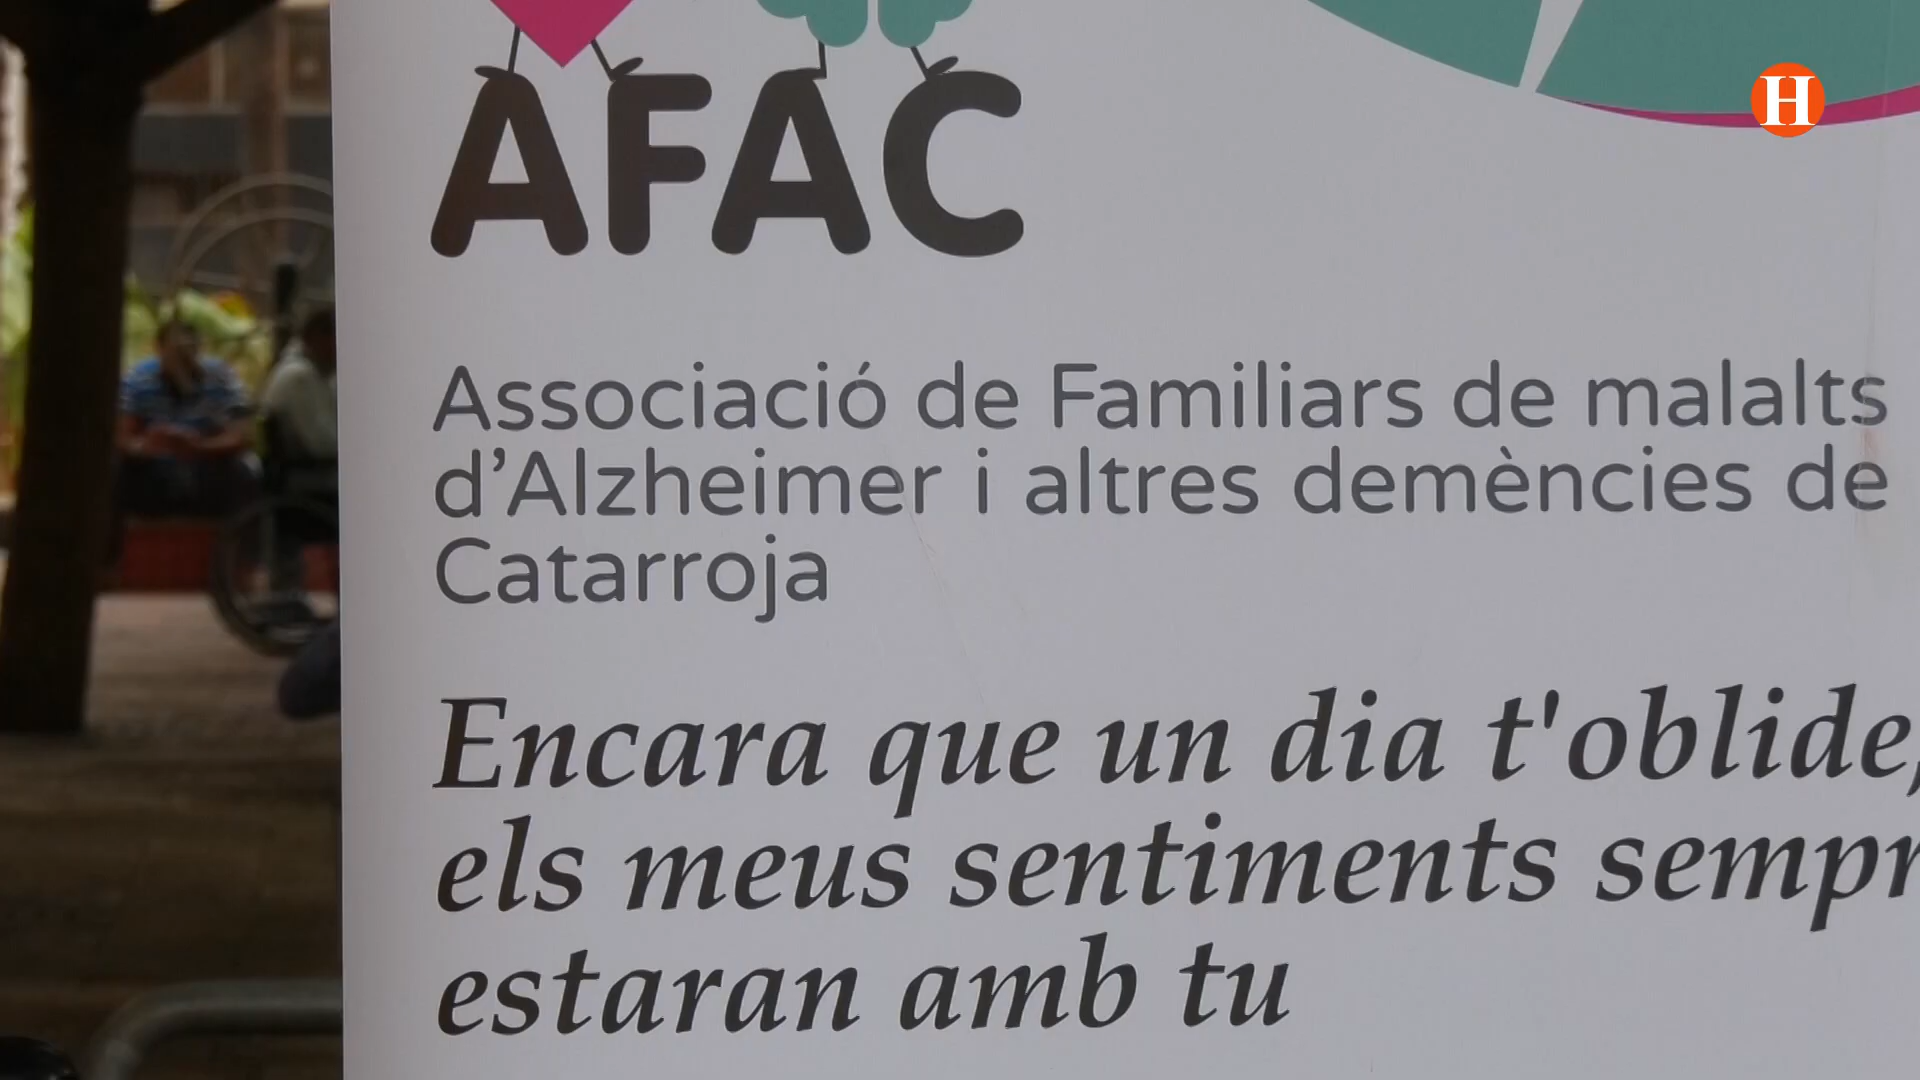 H
AFAC
Associació de Familiars de malalts
d'Alzheimer i altres demències de
Catarroja
Encara que un dia t'oblide,
els meus sentiments sempr
estaran amb tu